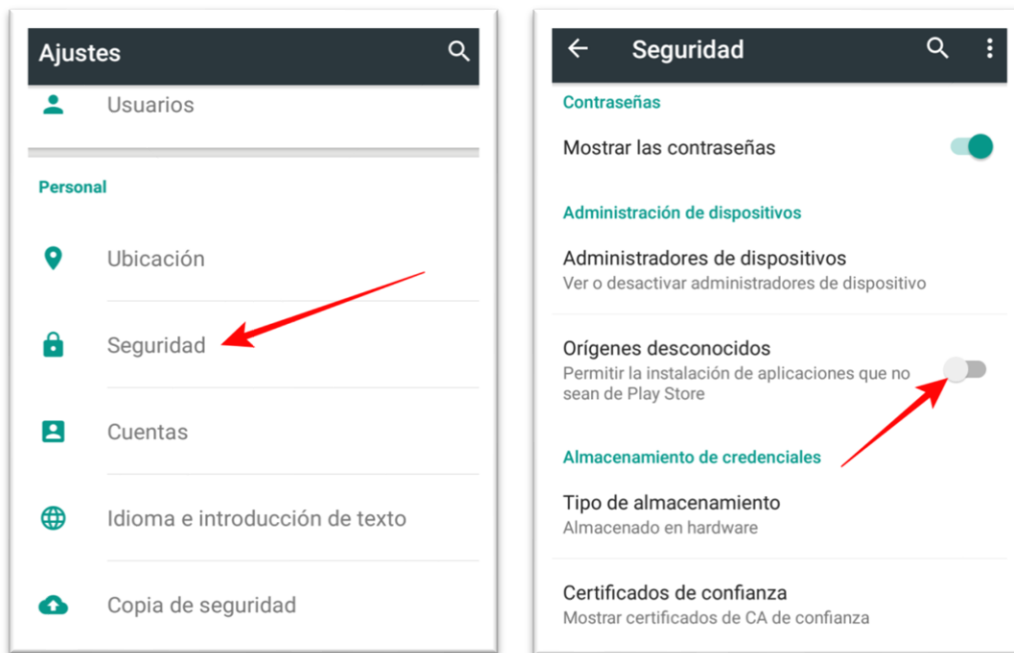 Ajustes
Usuarios
Personal
Ubicación
Seguridad
Cuentas
Idioma e introducción de texto
Copia de seguridad
Seguridad
Contraseñas
Mostrar las contraseñas
Administración de dispositivos
Administradores de dispositivos
Ver o desactivar administradores de dispositivo
Orígenes desconocidos
Permitir la instalación de aplicaciones que no
sean de Play Store
Almacenamiento de credenciales
Tipo de almacenamiento
Almacenado en hardware
Certificados de confianza
Mostrar certificados de CA de confianza